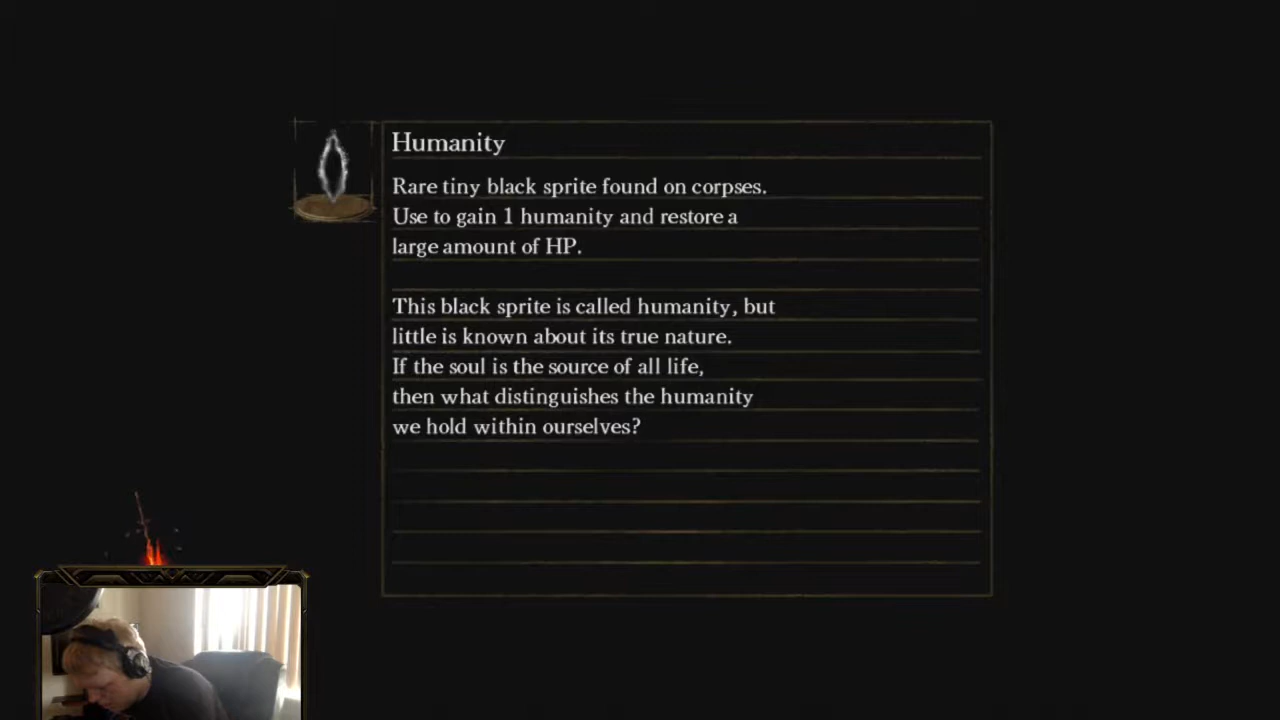 Humanity
Rare tiny black sprite found on corpses.
Use to gain 1 humanity and restore a
large amount of HP.
This black sprite is called humanity, but
little is known about its true nature.
If the soul is the source of all life,
then what distinguishes the humanity
we hold within ourselves?